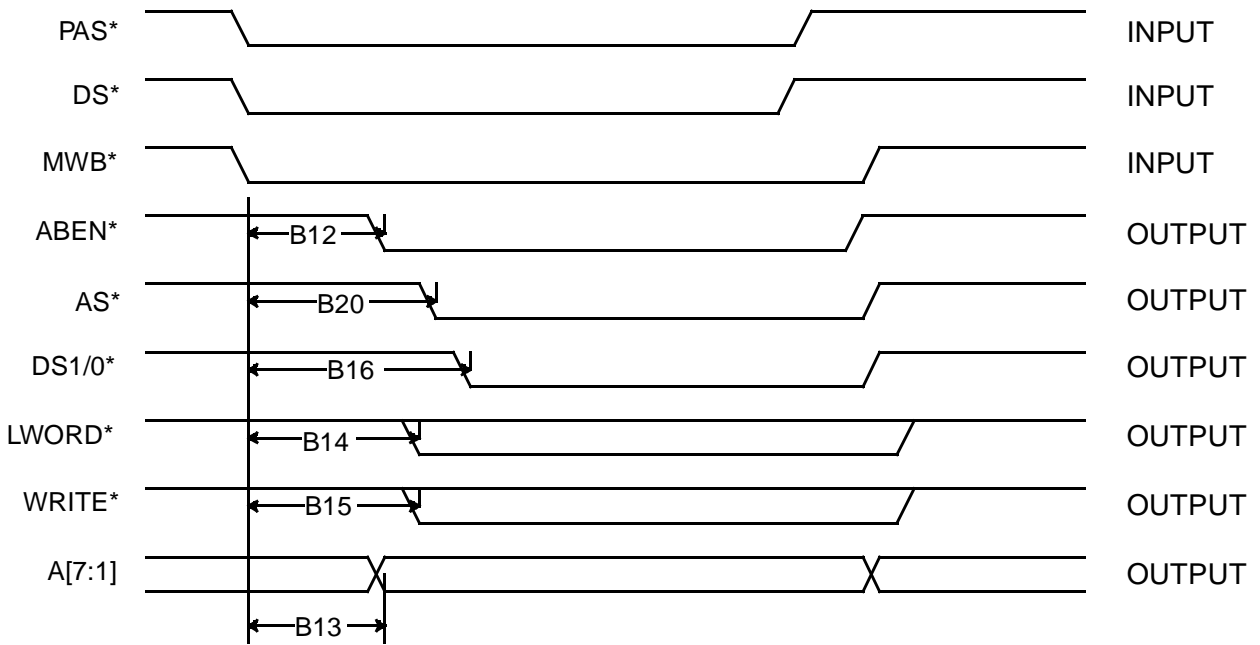 PAS* INPUT
DS* INPUT
MWB* INPUT
ABEN* B12 OUTPUT
AS* B20 OUTPUT
DS1/0* B16 OUTPUT
LWORD* B14 OUTPUT
WRITE* B15 OUTPUT
A[7:1] OUTPUT
B13